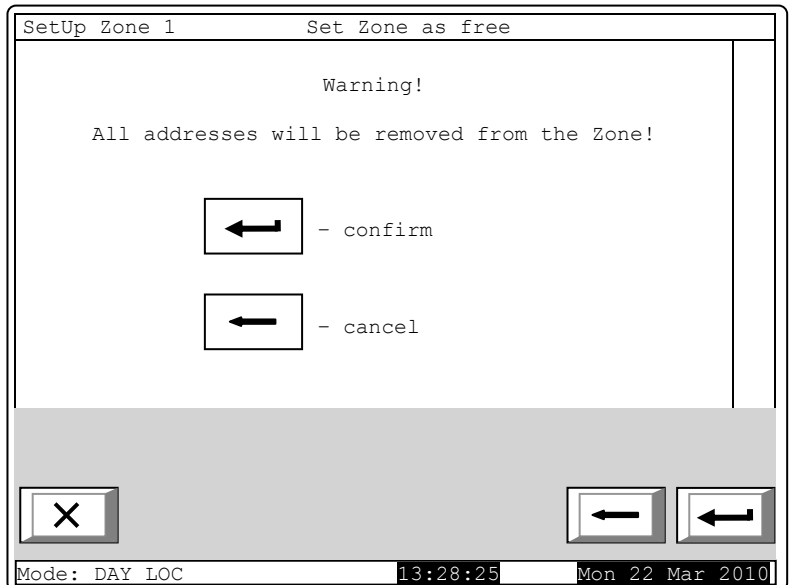 SetUp Zone 1 Set Zone as free
Warning!
All addresses will be removed from the Zone!
- confirm
- cancel
Mode: DAY LOC 13:28:25 Mon 22 Mar 2010